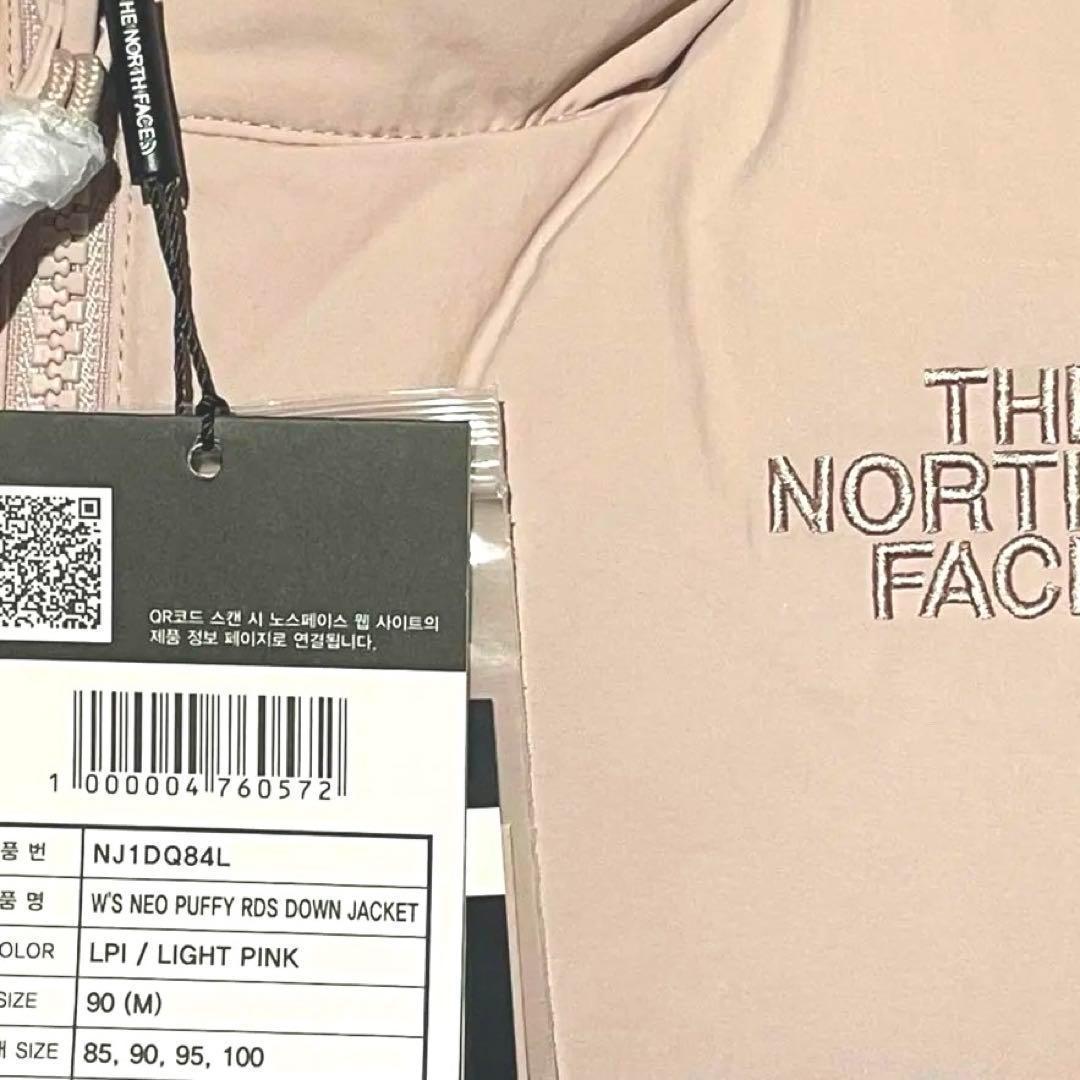 THE NORTH FACE
THE
NORTH
FAC
QR코드 스캔 시 노스페이스 웹 사이트의
제품 정보 페이지로 연결됩니다.
1 000004 760572
품 번 NJ1DQ84L
품 명 W'S NEO PUFFY RDS DOWN JACKET
OLOR LPI / LIGHT PINK
SIZE 90 (M)
SIZE 85, 90, 95, 100